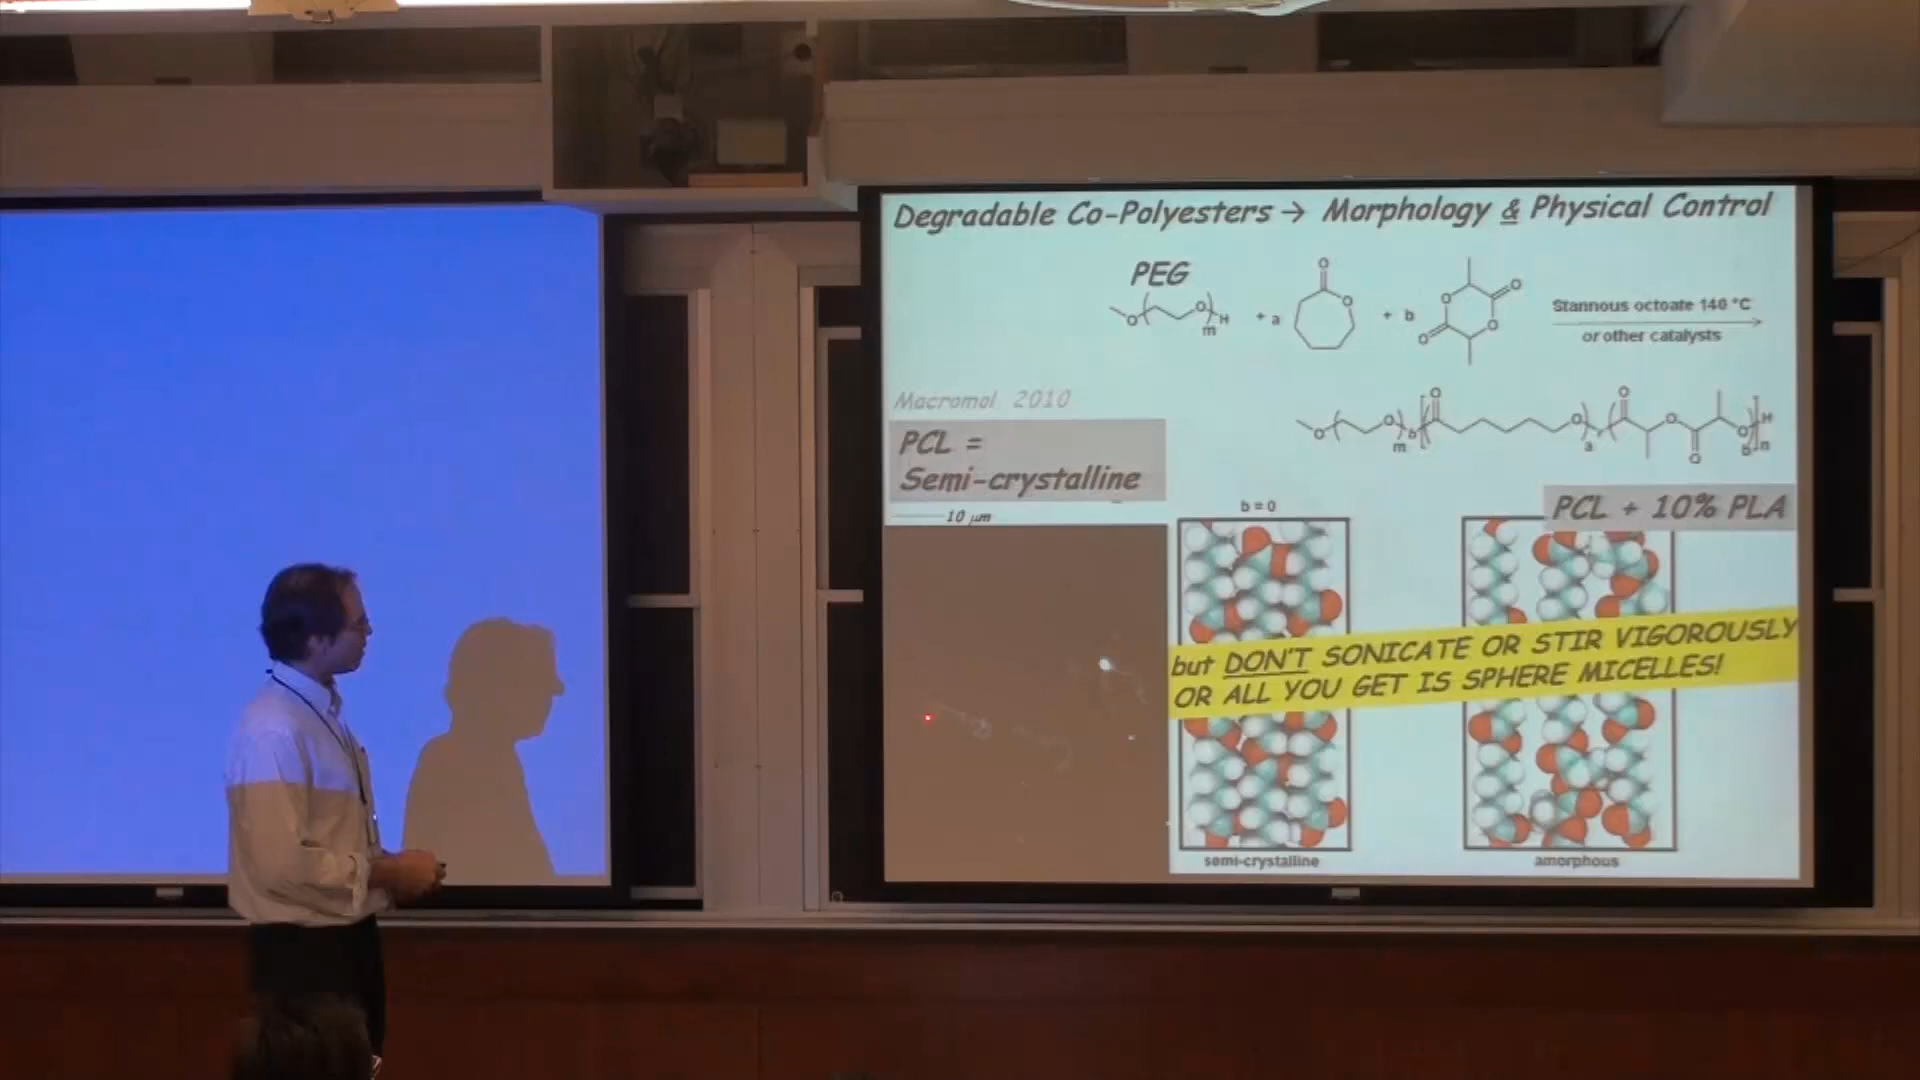 Degradable Co-Polyesters → Morphology & Physical Control
PEG
+ a
+ b
Stannous octoate 140 °C
or other catalysts
Macromol 2010
PCL =
Semi-crystalline
10 µm
b = 0
PCL + 10% PLA
but DON'T SONICATE OR STIR VIGOROUSLY
OR ALL YOU GET IS SPHERE MICELLES!
semi-crystalline
amorphous